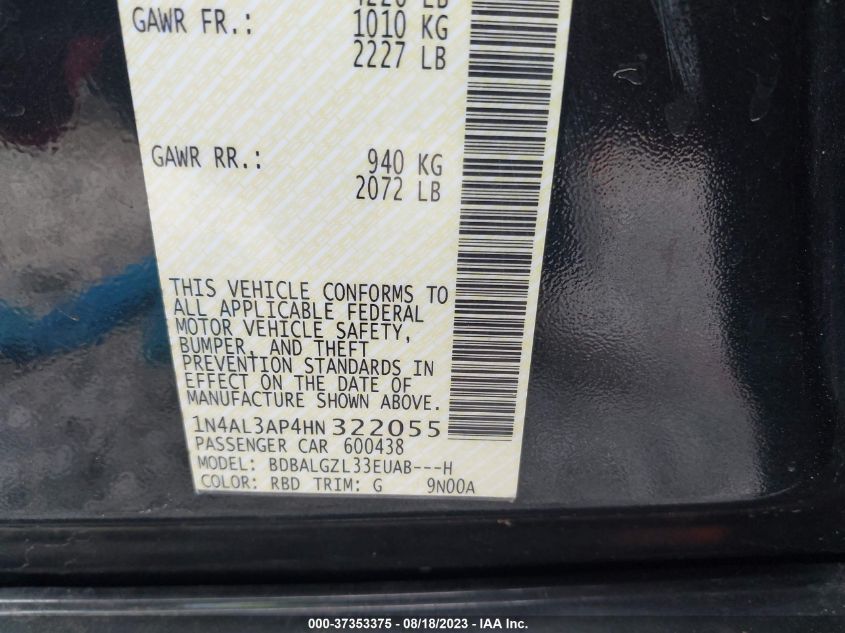 GAWR FR.: 1010 KG
2227 LB
GAWR RR.: 940 KG
2072 LB
THIS VEHICLE CONFORMS TO
ALL APPLICABLE FEDERAL
MOTOR VEHICLE SAFETY,
BUMPER, AND THEFT
PREVENTION STANDARDS IN
EFFECT ON THE DATE OF
MANUFACTURE SHOWN ABOVE.
1N4AL3AP4HN322055
PASSENGER CAR 600438
MODEL: BDBALGZL33EUAB---H
COLOR: RBD TRIM: G 9N00A
000-37353375 - 08/18/2023 - IAA Inc.